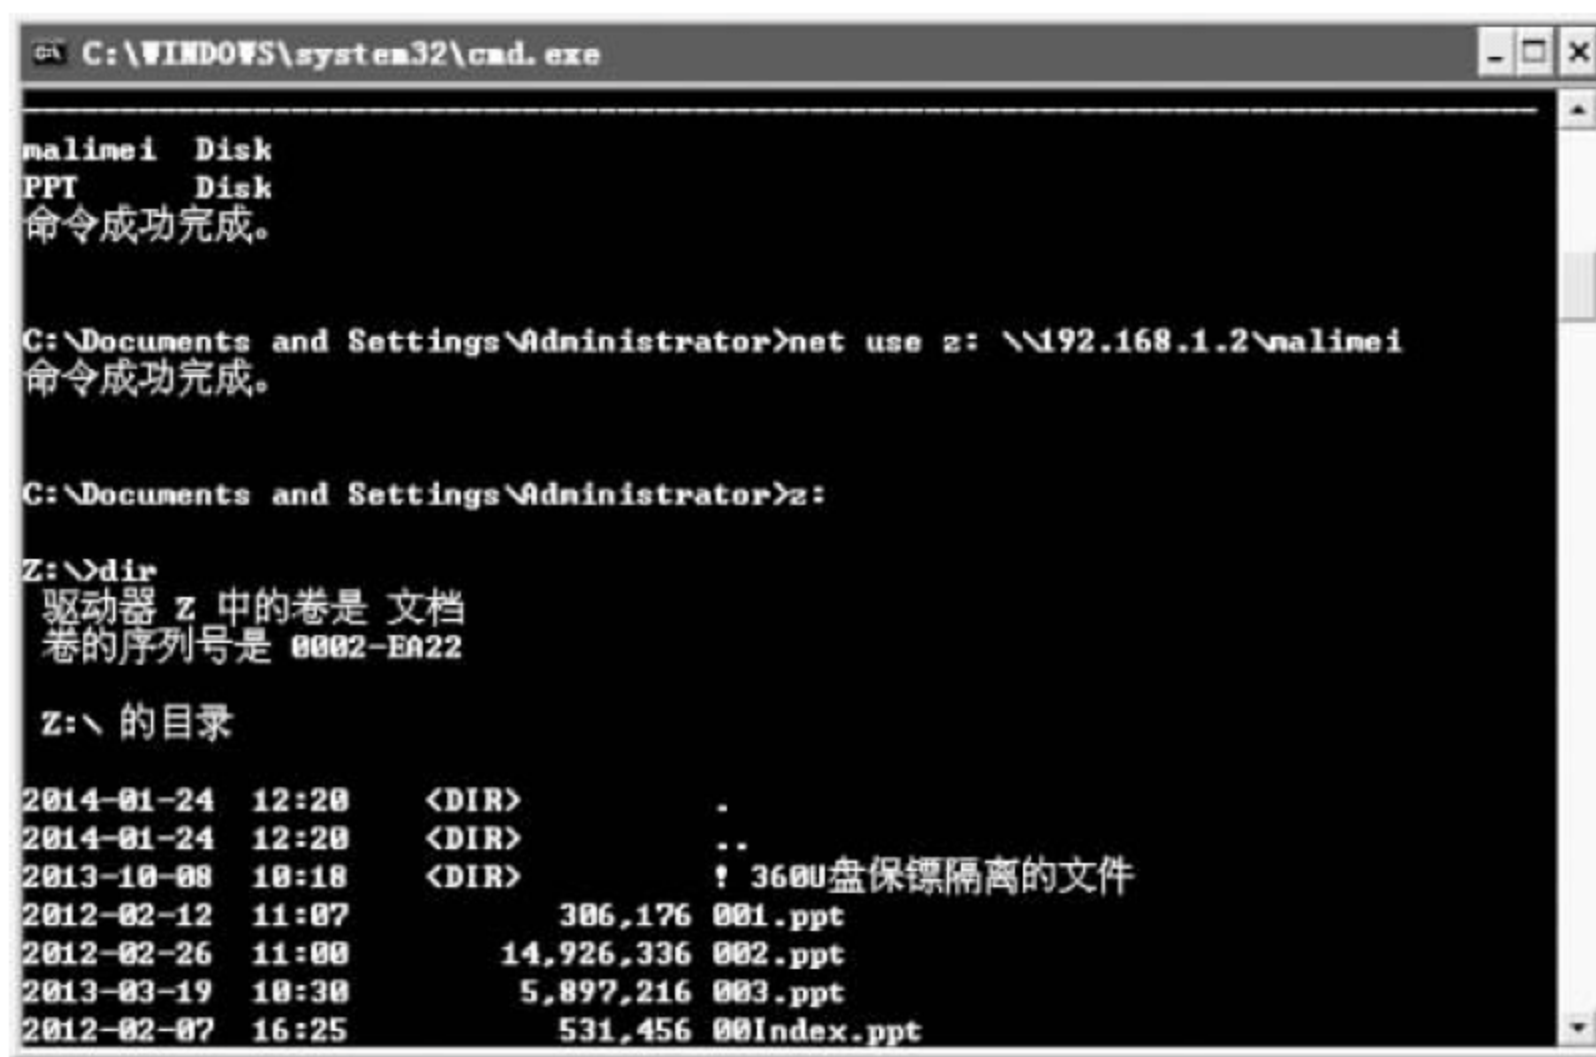 C:\WINDOWS\system32\cmd.exe
malimei  Disk
PPT      Disk
命令成功完成。
C:\Documents and Settings\Administrator>net use z: \\192.168.1.2\malimei
命令成功完成。
C:\Documents and Settings\Administrator>z:
Z:\>dir
驱动器 Z 中的卷是 文档
卷的序列号是 0002-EA22
Z:\ 的目录
2014-01-24  12:20    <DIR>          .
2014-01-24  12:20    <DIR>          ..
2013-10-08  10:18    <DIR>          ! 360U盘保镖隔离的文件
2012-02-12  11:07           306,176 001.ppt
2012-02-26  11:00        14,926,336 002.ppt
2013-03-19  10:30         5,897,216 003.ppt
2012-02-07  16:25           531,456 00Index.ppt